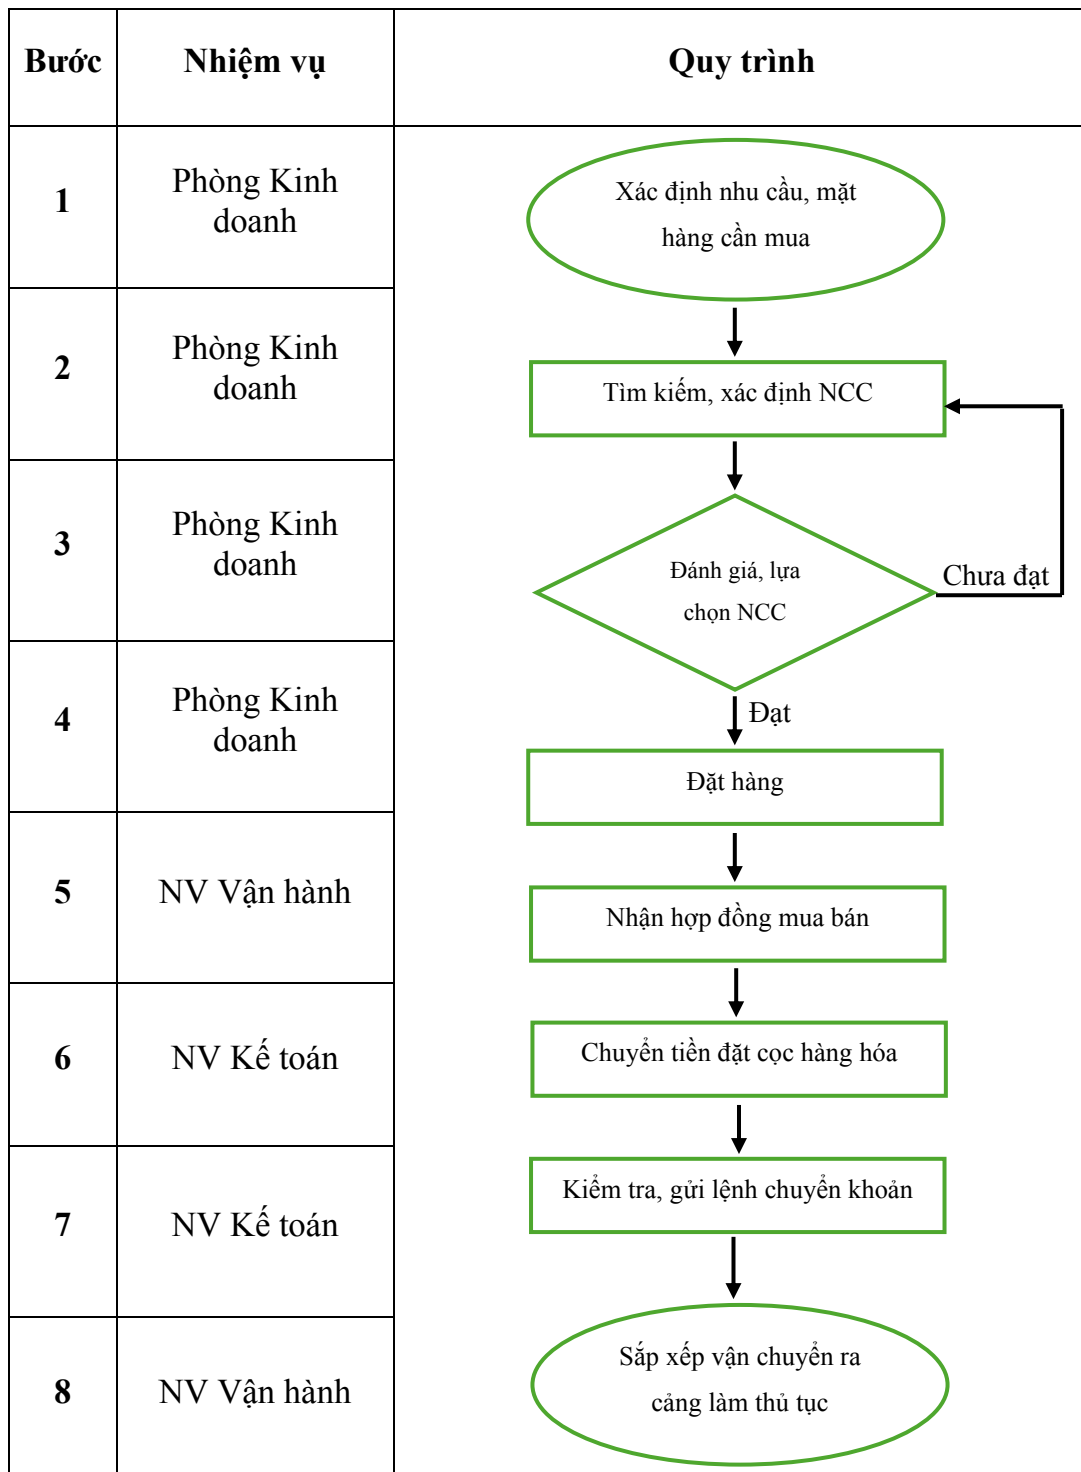 Bước Nhiệm vụ Quy trình
1
Phòng Kinh
doanh
Xác định nhu cầu, mặt
hàng cần mua
2
Phòng Kinh
doanh
Tìm kiếm, xác định NCC
3
Phòng Kinh
doanh
Đánh giá, lựa
chọn NCC
Chưa đạt
4
Phòng Kinh
doanh
Đạt
Đặt hàng
5
NV Vận hành
Nhận hợp đồng mua bán
6
NV Kế toán
Chuyển tiền đặt cọc hàng hóa
7
NV Kế toán
Kiểm tra, gửi lệnh chuyển khoản
8
NV Vận hành
Sắp xếp vận chuyển ra
cảng làm thủ tục